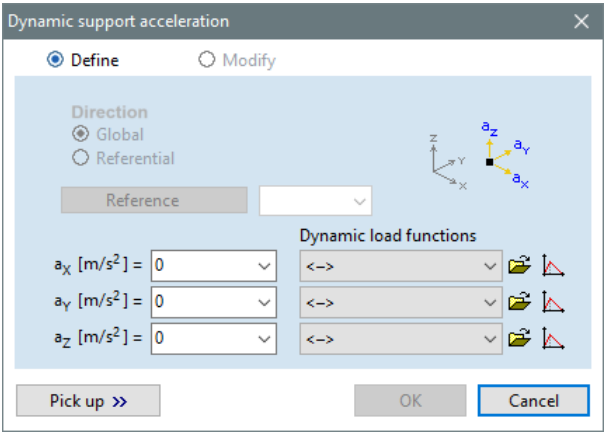 Dynamic support acceleration
Define Modify
Direction
Global
Referential
Reference
Z Y X
aZ aY aX
Dynamic load functions
aX [m/s²] = 0 <-->
aY [m/s²] = 0 <-->
aZ [m/s²] = 0 <-->
Pick up >> OK Cancel